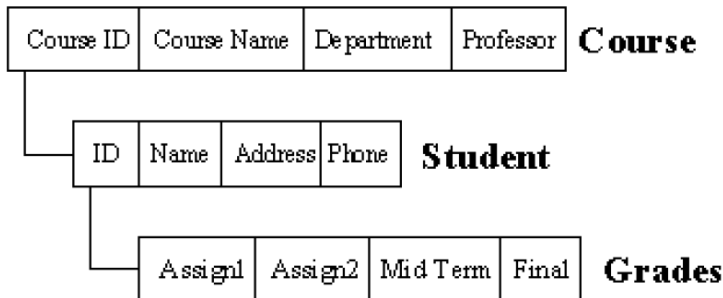 Course ID Course Name Department Professor Course
ID Name Address Phone Student
Assign1 Assign2 Mid Term Final Grades